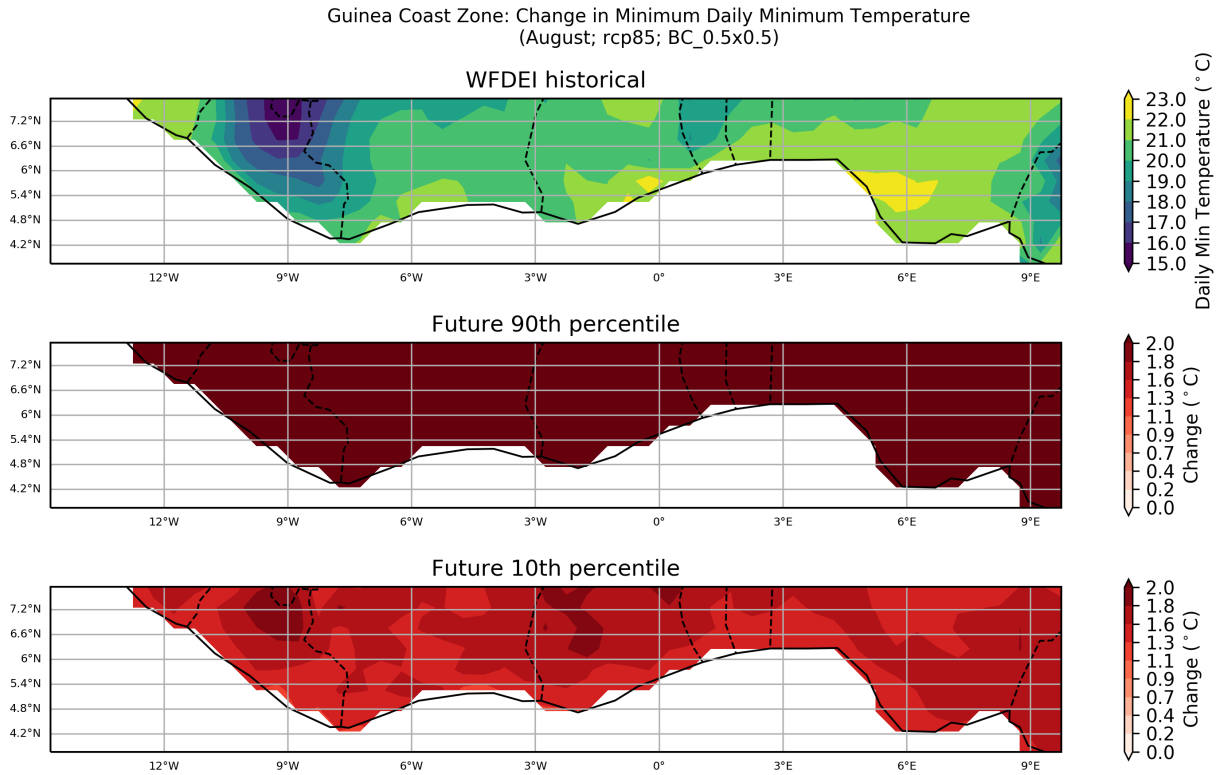 Guinea Coast Zone: Change in Minimum Daily Minimum Temperature
(August; rcp85; BC_0.5x0.5)
WFDEI historical
7.2°N
6.6°N
6°N
5.4°N
4.8°N
4.2°N
12°W 9°W 6°W 3°W 0° 3°E 6°E 9°E
23.0
22.0
21.0
20.0
19.0
18.0
17.0
16.0
15.0
Daily Min Temperature (°C)
Future 90th percentile
7.2°N
6.6°N
6°N
5.4°N
4.8°N
4.2°N
12°W 9°W 6°W 3°W 0° 3°E 6°E 9°E
2.0
1.8
1.6
1.3
1.1
0.9
0.7
0.4
0.2
0.0
Change (°C)
Future 10th percentile
7.2°N
6.6°N
6°N
5.4°N
4.8°N
4.2°N
12°W 9°W 6°W 3°W 0° 3°E 6°E 9°E
2.0
1.8
1.6
1.3
1.1
0.9
0.7
0.4
0.2
0.0
Change (°C)